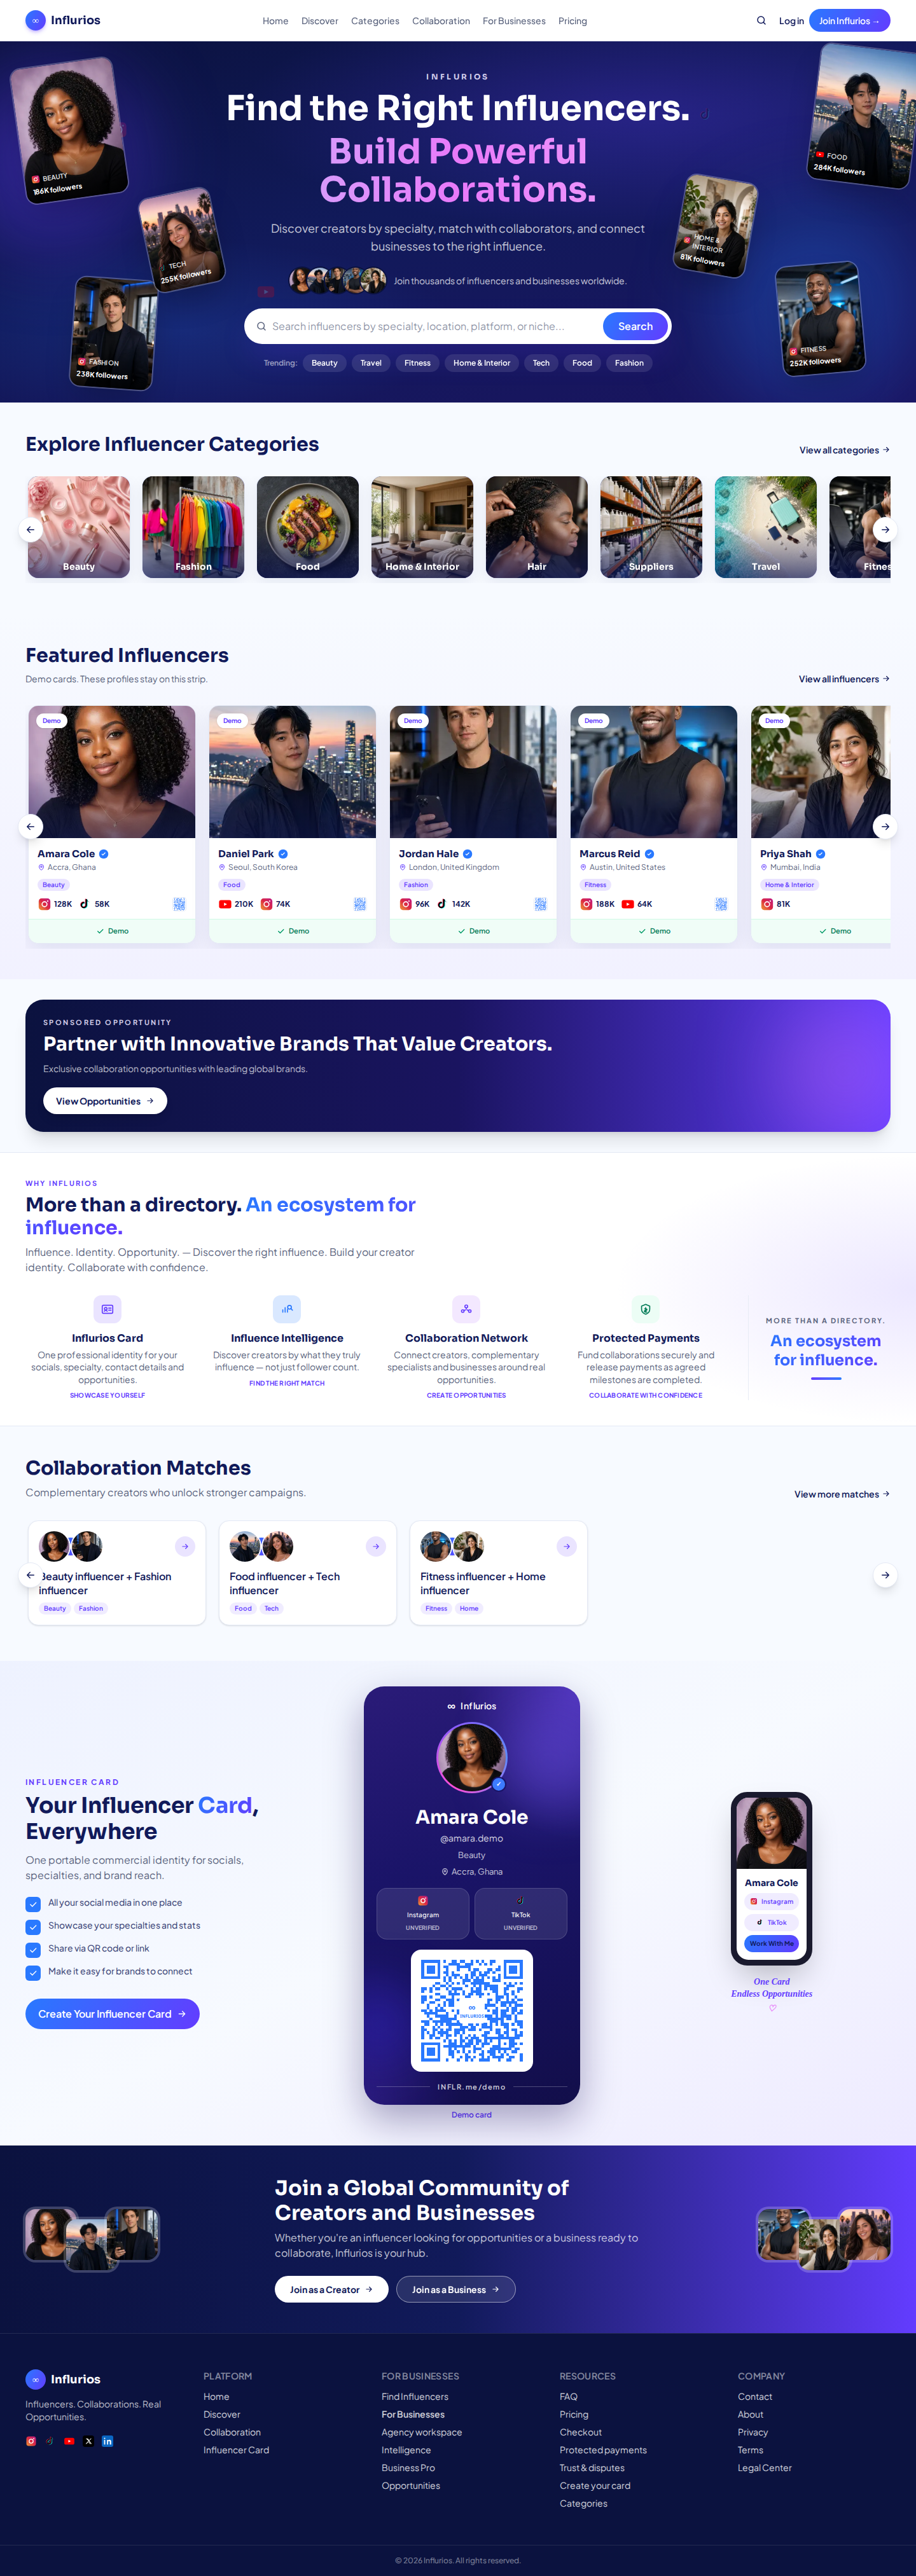 Influrios
Home Discover Categories Collaboration For Businesses Pricing
Log in
Join Influrios →
INFLURIOS
Find the Right Influencers.
Build Powerful
Collaborations.
Discover creators by specialty, match with collaborators, and connect
businesses to the right influence.
Join thousands of influencers and businesses worldwide.
Search influencers by specialty, location, platform, or niche...
Search
Trending: Beauty Travel Fitness Home & Interior Tech Food Fashion
BEAUTY
186K followers
TECH
255K followers
FASHION
238K followers
FOOD
284K followers
HOME &
INTERIOR
81K followers
FITNESS
252K followers
Explore Influencer Categories
View all categories →
Beauty
Fashion
Food
Home & Interior
Hair
Suppliers
Travel
Fitnes
Featured Influencers
Demo cards. These profiles stay on this strip.
View all influencers →
Demo
Amara Cole
Accra, Ghana
Beauty
128K 58K
Demo
Demo
Daniel Park
Seoul, South Korea
Food
210K 74K
Demo
Demo
Jordan Hale
London, United Kingdom
Fashion
96K 142K
Demo
Demo
Marcus Reid
Austin, United States
Fitness
188K 64K
Demo
Demo
Priya Shah
Mumbai, India
Home & Interior
81K
Demo
SPONSORED OPPORTUNITY
Partner with Innovative Brands That Value Creators.
Exclusive collaboration opportunities with leading global brands.
View Opportunities →
WHY INFLURIOS
More than a directory. An ecosystem for
influence.
Influence. Identity. Opportunity. — Discover the right influence. Build your creator
identity. Collaborate with confidence.
Influrios Card
One professional identity for your
socials, specialty, contact details and
opportunities.
SHOWCASE YOURSELF
Influence Intelligence
Discover creators by what they truly
influence — not just follower count.
FIND THE RIGHT MATCH
Collaboration Network
Connect creators, complementary
specialists and businesses around real
opportunities.
CREATE OPPORTUNITIES
Protected Payments
Fund collaborations securely and
release payments as agreed
milestones are completed.
COLLABORATE WITH CONFIDENCE
MORE THAN A DIRECTORY.
An ecosystem
for influence.
Collaboration Matches
Complementary creators who unlock stronger campaigns.
View more matches →
Beauty influencer + Fashion
influencer
Beauty Fashion
Food influencer + Tech
influencer
Food Tech
Fitness influencer + Home
influencer
Fitness Home
INFLUENCER CARD
Your Influencer Card,
Everywhere
One portable commercial identity for socials,
specialties, and brand reach.
All your social media in one place
Showcase your specialties and stats
Share via QR code or link
Make it easy for brands to connect
Create Your Influencer Card →
Influrios
Amara Cole
@amara.demo
Beauty
Accra, Ghana
Instagram
UNVERIFIED
TikTok
UNVERIFIED
INFLURIOS
INFLR.me/demo
Demo card
Amara Cole
Instagram
TikTok
Work With Me
One Card
Endless Opportunities
♡
Join a Global Community of
Creators and Businesses
Whether you're an influencer looking for opportunities or a business ready to
collaborate, Influrios is your hub.
Join as a Creator →
Join as a Business →
Influrios
Influencers. Collaborations. Real
Opportunities.
PLATFORM
Home
Discover
Collaboration
Influencer Card
FOR BUSINESSES
Find Influencers
For Businesses
Agency workspace
Intelligence
Business Pro
Opportunities
RESOURCES
FAQ
Pricing
Checkout
Protected payments
Trust & disputes
Create your card
Categories
COMPANY
Contact
About
Privacy
Terms
Legal Center
© 2026 Influrios. All rights reserved.